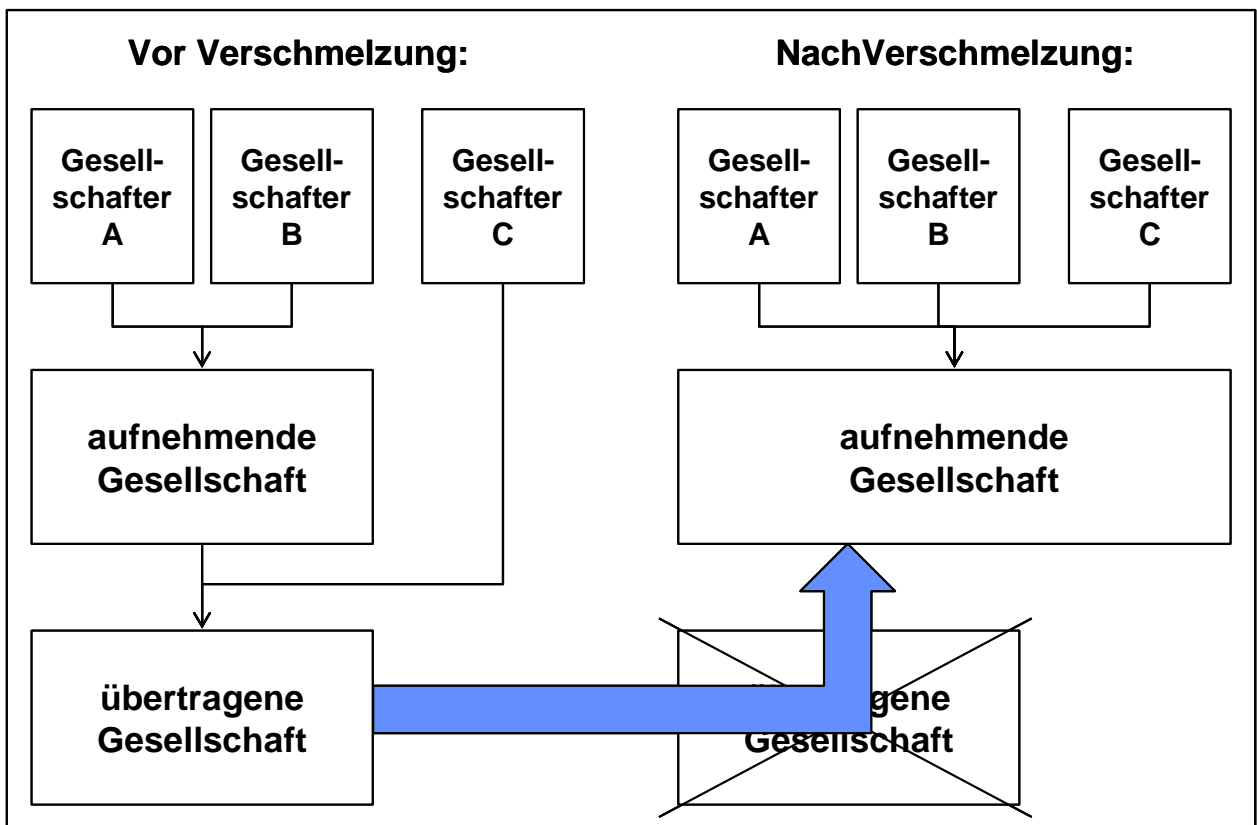 Vor Verschmelzung:
NachVerschmelzung:
Gesell-
schafter
A
Gesell-
schafter
B
Gesell-
schafter
C
Gesell-
schafter
A
Gesell-
schafter
B
Gesell-
schafter
C
aufnehmende
Gesellschaft
aufnehmende
Gesellschaft
übertragene
Gesellschaft
Gesellschaft